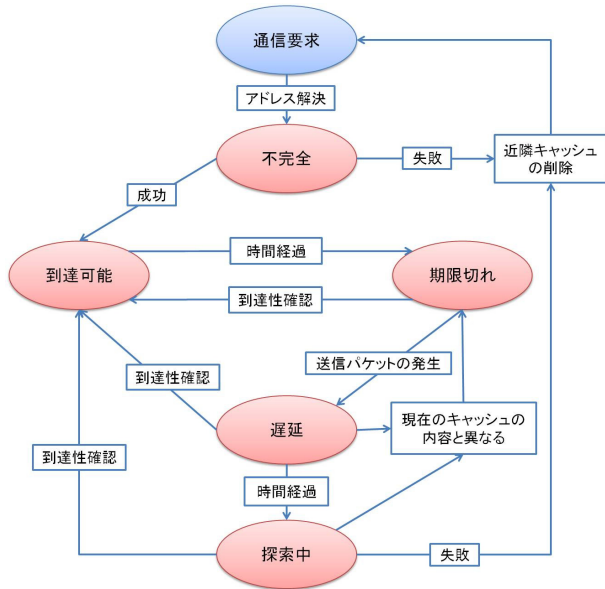 通信要求
アドレス解決
不完全
失敗
近隣キャッシュ
の削除
成功
到達可能
時間経過
期限切れ
到達性確認
送信パケットの発生
到達性確認
遅延
現在のキャッシュの
内容と異なる
到達性確認
時間経過
探索中
失敗